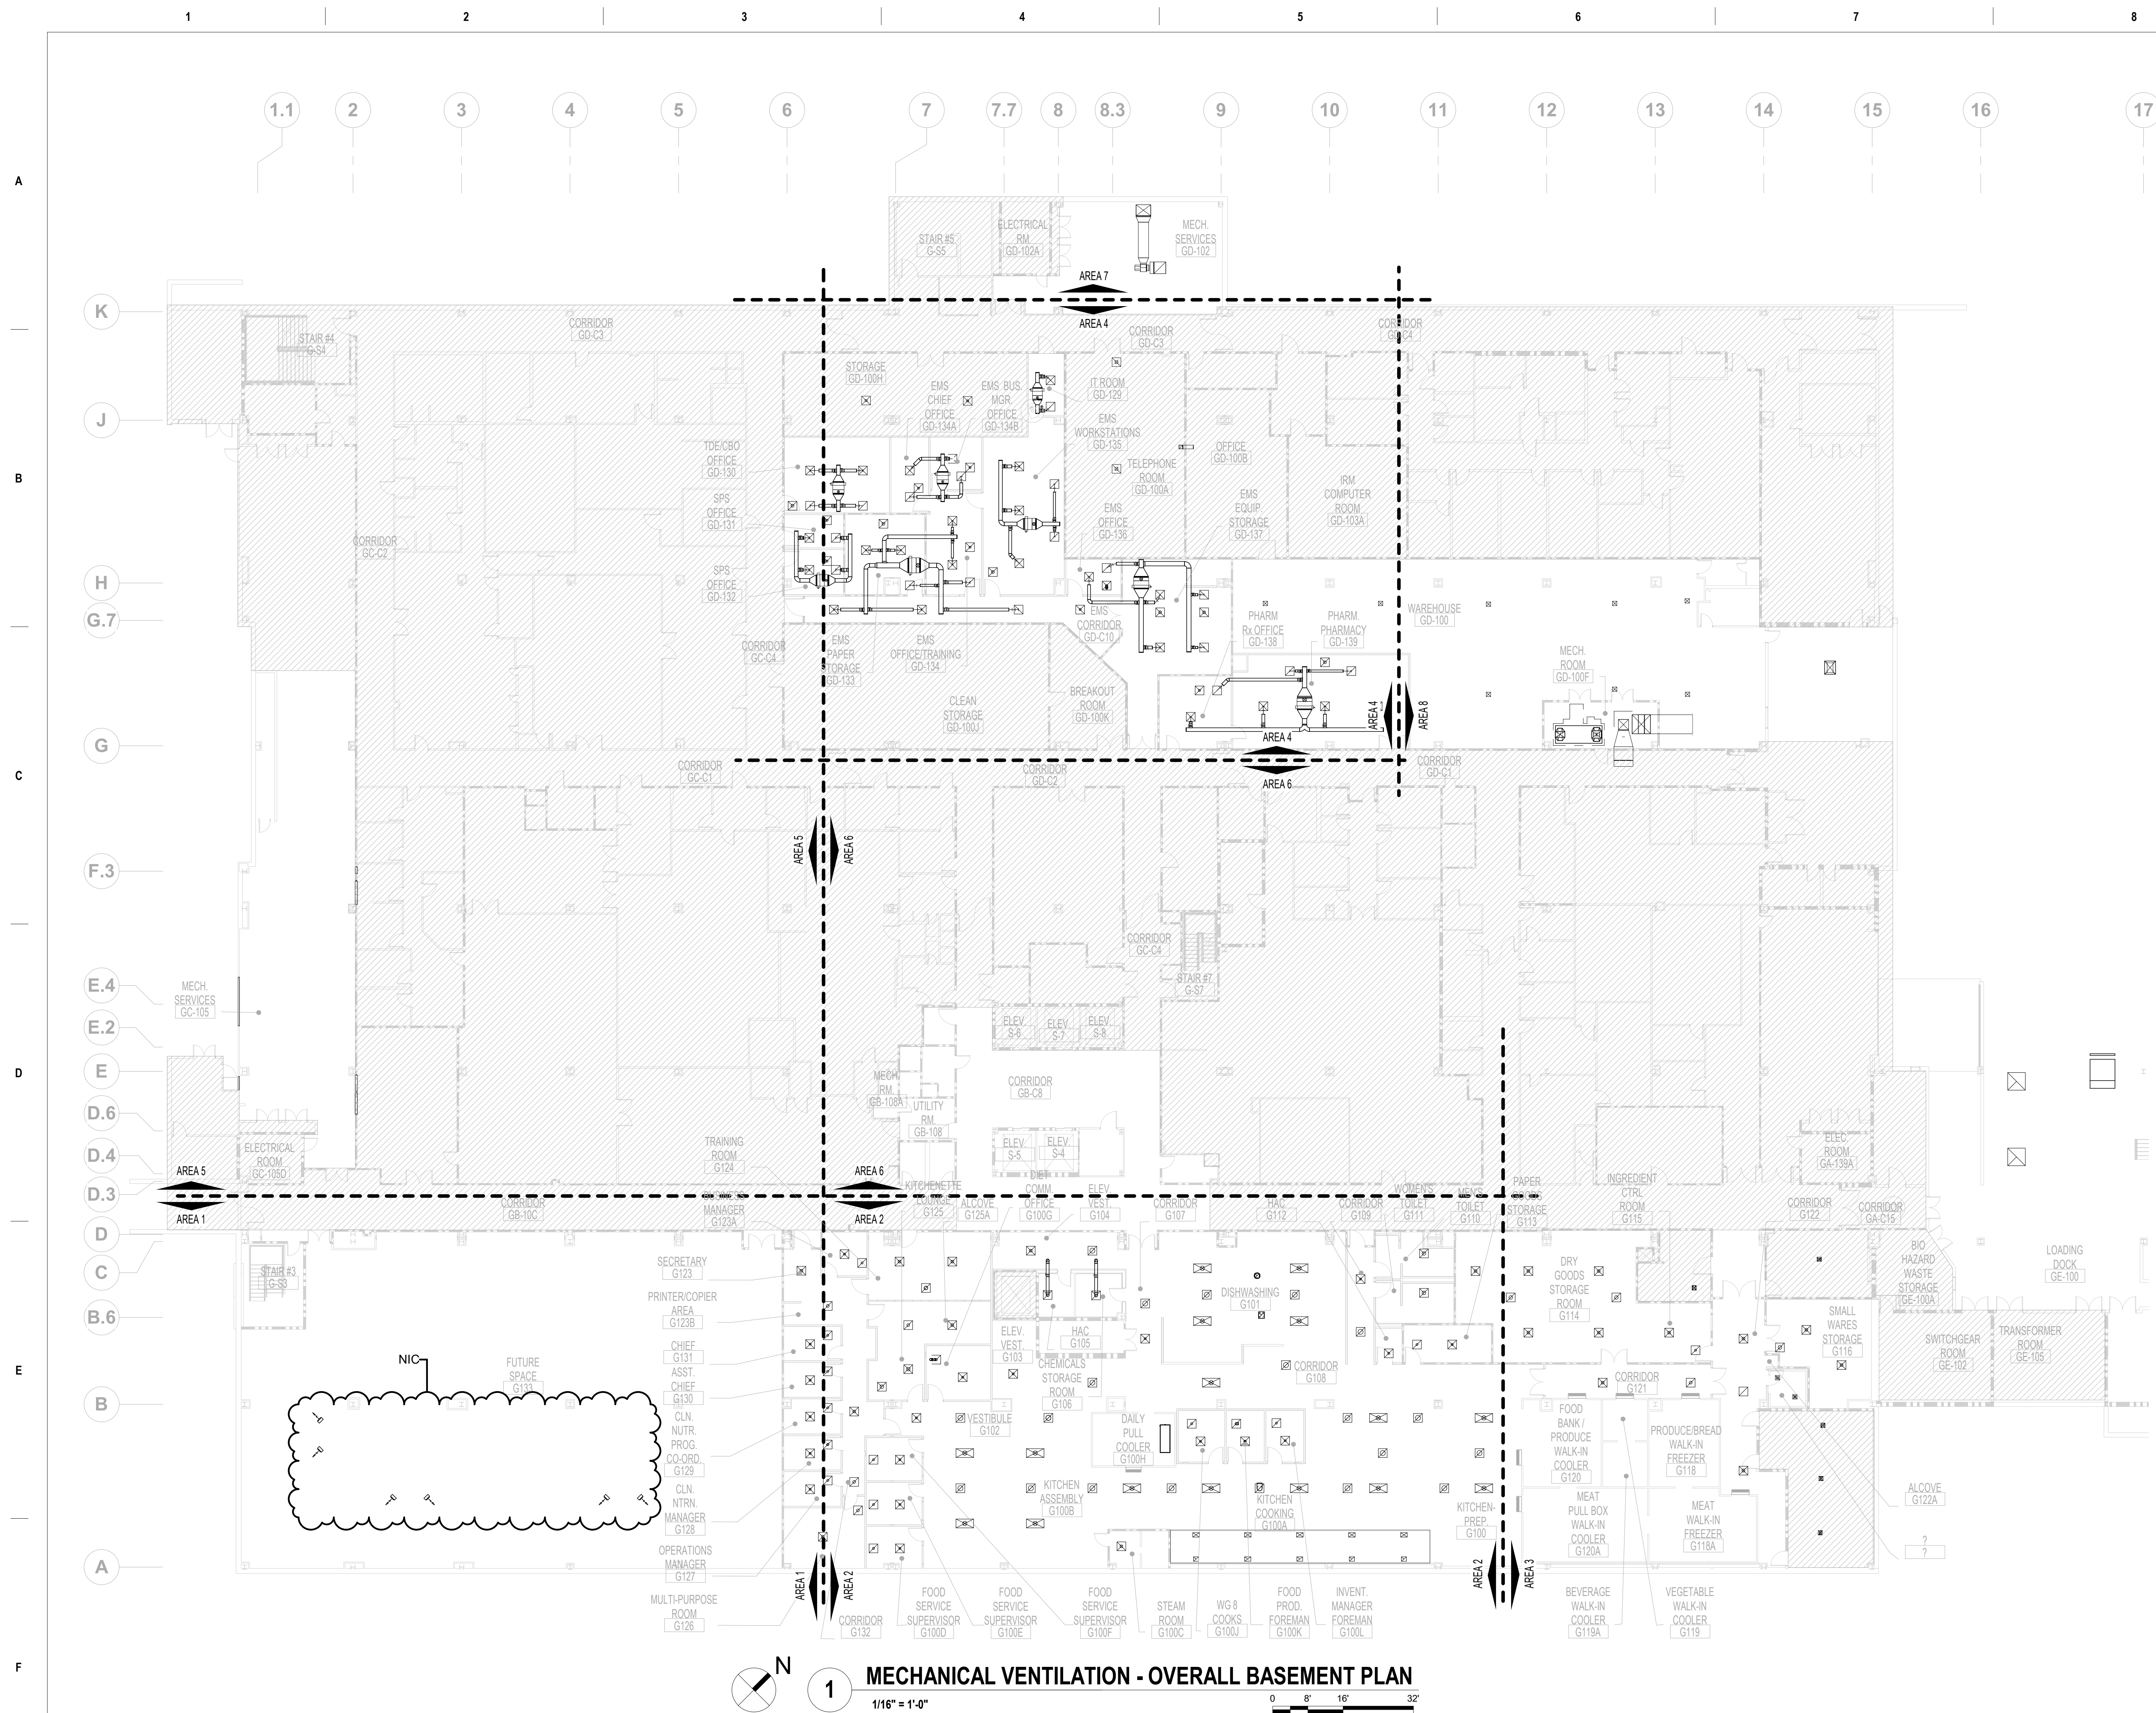 1 2 3 4 5 6 7 8
1.1 2 3 4 5 6 7 7.7 8 8.3 9 10 11 12 13 14 15 16 17
A
B
C
D
E
F
K
J
H
G.7
G
F.3
E.4
E.2
E
D.6
D.4
D.3
D
C
B.6
B
A
STAIR #5
G-S5
ELECTRICAL
RM
GD-102A
MECH.
SERVICES
GD-102
AREA 7
AREA 4
CORRIDOR
GD-C3
CORRIDOR
GD-C3
CORRIDOR
GD-C4
STAIR #4
G-S4
STORAGE
GD-100H
EMS
CHIEF
OFFICE
GD-134A
EMS BUS.
MGR.
OFFICE
GD-134B
IT ROOM
GD-129
EMS
WORKSTATIONS
GD-135
OFFICE
GD-100B
TDE/CBO
OFFICE
GD-130
TELEPHONE
ROOM
GD-100A
SPS
OFFICE
GD-131
EMS
OFFICE
GD-136
EMS
EQUIP.
STORAGE
GD-137
IRM
COMPUTER
ROOM
GD-103A
CORRIDOR
GC-C2
SPS
OFFICE
GD-132
EMS
CORRIDOR
GD-C10
PHARM
Rx OFFICE
GD-138
PHARM.
PHARMACY
GD-139
WAREHOUSE
GD-100
CORRIDOR
GC-C4
EMS
PAPER
STORAGE
GD-133
EMS
OFFICE/TRAINING
GD-134
MECH.
ROOM
GD-100F
CLEAN
STORAGE
GD-100J
BREAKOUT
ROOM
GD-100K
AREA 4
AREA 8
AREA 4
AREA 6
CORRIDOR
GC-C1
CORRIDOR
GD-C2
CORRIDOR
GD-C1
AREA 5
AREA 6
CORRIDOR
GC-C4
STAIR #7
G-S7
MECH.
SERVICES
GC-105
ELEV.
S-6
ELEV.
S-7
ELEV.
S-8
MECH.
RM.
GB-108A
CORRIDOR
GB-C8
UTILITY
RM.
GB-108
ELEV.
S-5
ELEV.
S-4
ELECTRICAL
ROOM
GC-105D
TRAINING
ROOM
G124
ELEC.
ROOM
GA-139A
AREA 5
AREA 1
AREA 6
AREA 2
CORRIDOR
GB-10C
BUSINESS
MANAGER
G123A
KITCHENETTE
LOUNGE
G125
ALCOVE
G125A
DIET
COMM
OFFICE
G100G
ELEV.
VEST.
G104
CORRIDOR
G107
HAC
G112
CORRIDOR
G109
WOMEN'S
TOILET
G111
MEN'S
TOILET
G110
PAPER
GOODS
STORAGE
G113
INGREDIENT
CTRL
ROOM
G115
CORRIDOR
G122
CORRIDOR
GA-C15
STAIR #3
G-S3
SECRETARY
G123
PRINTER/COPIER
AREA
G123B
CHIEF
G131
ASST.
CHIEF
G130
CLN.
NUTR.
PROG.
CO-ORD.
G129
CLN.
NTRN.
MANAGER
G128
OPERATIONS
MANAGER
G127
MULTI-PURPOSE
ROOM
G126
NIC
FUTURE
SPACE
G133
DISHWASHING
G101
ELEV.
VEST.
G103
HAC
G105
CHEMICALS
STORAGE
ROOM
G106
VESTIBULE
G102
CORRIDOR
G108
DAILY
PULL
COOLER
G100H
KITCHEN
ASSEMBLY
G100B
KITCHEN
COOKING
G100A
KITCHEN-
PREP.
G100
DRY
GOODS
STORAGE
ROOM
G114
BIO
HAZARD
WASTE
STORAGE
GE-100A
LOADING
DOCK
GE-100
SMALL
WARES
STORAGE
G116
SWITCHGEAR
ROOM
GE-102
TRANSFORMER
ROOM
GE-105
CORRIDOR
G121
FOOD
BANK /
PRODUCE
WALK-IN
COOLER
G120
PRODUCE/BREAD
WALK-IN
FREEZER
G118
MEAT
PULL BOX
WALK-IN
COOLER
G120A
MEAT
WALK-IN
FREEZER
G118A
ALCOVE
G122A
?
?
AREA 1
AREA 2
AREA 2
AREA 3
CORRIDOR
G132
FOOD
SERVICE
SUPERVISOR
G100D
FOOD
SERVICE
SUPERVISOR
G100E
FOOD
SERVICE
SUPERVISOR
G100F
STEAM
ROOM
G100C
WG 8
COOKS
G100J
FOOD
PROD.
FOREMAN
G100K
INVENT.
MANAGER
FOREMAN
G100L
BEVERAGE
WALK-IN
COOLER
G119A
VEGETABLE
WALK-IN
COOLER
G119
N
1 MECHANICAL VENTILATION - OVERALL BASEMENT PLAN
1/16" = 1'-0"
0 8' 16' 32'